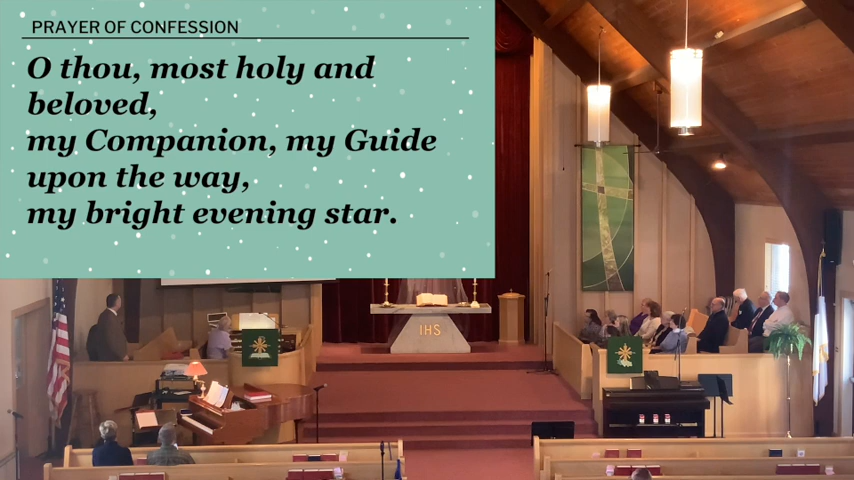 PRAYER OF CONFESSION
O thou, most holy and
beloved,
my Companion, my Guide
upon the way,
my bright evening star.
IHS